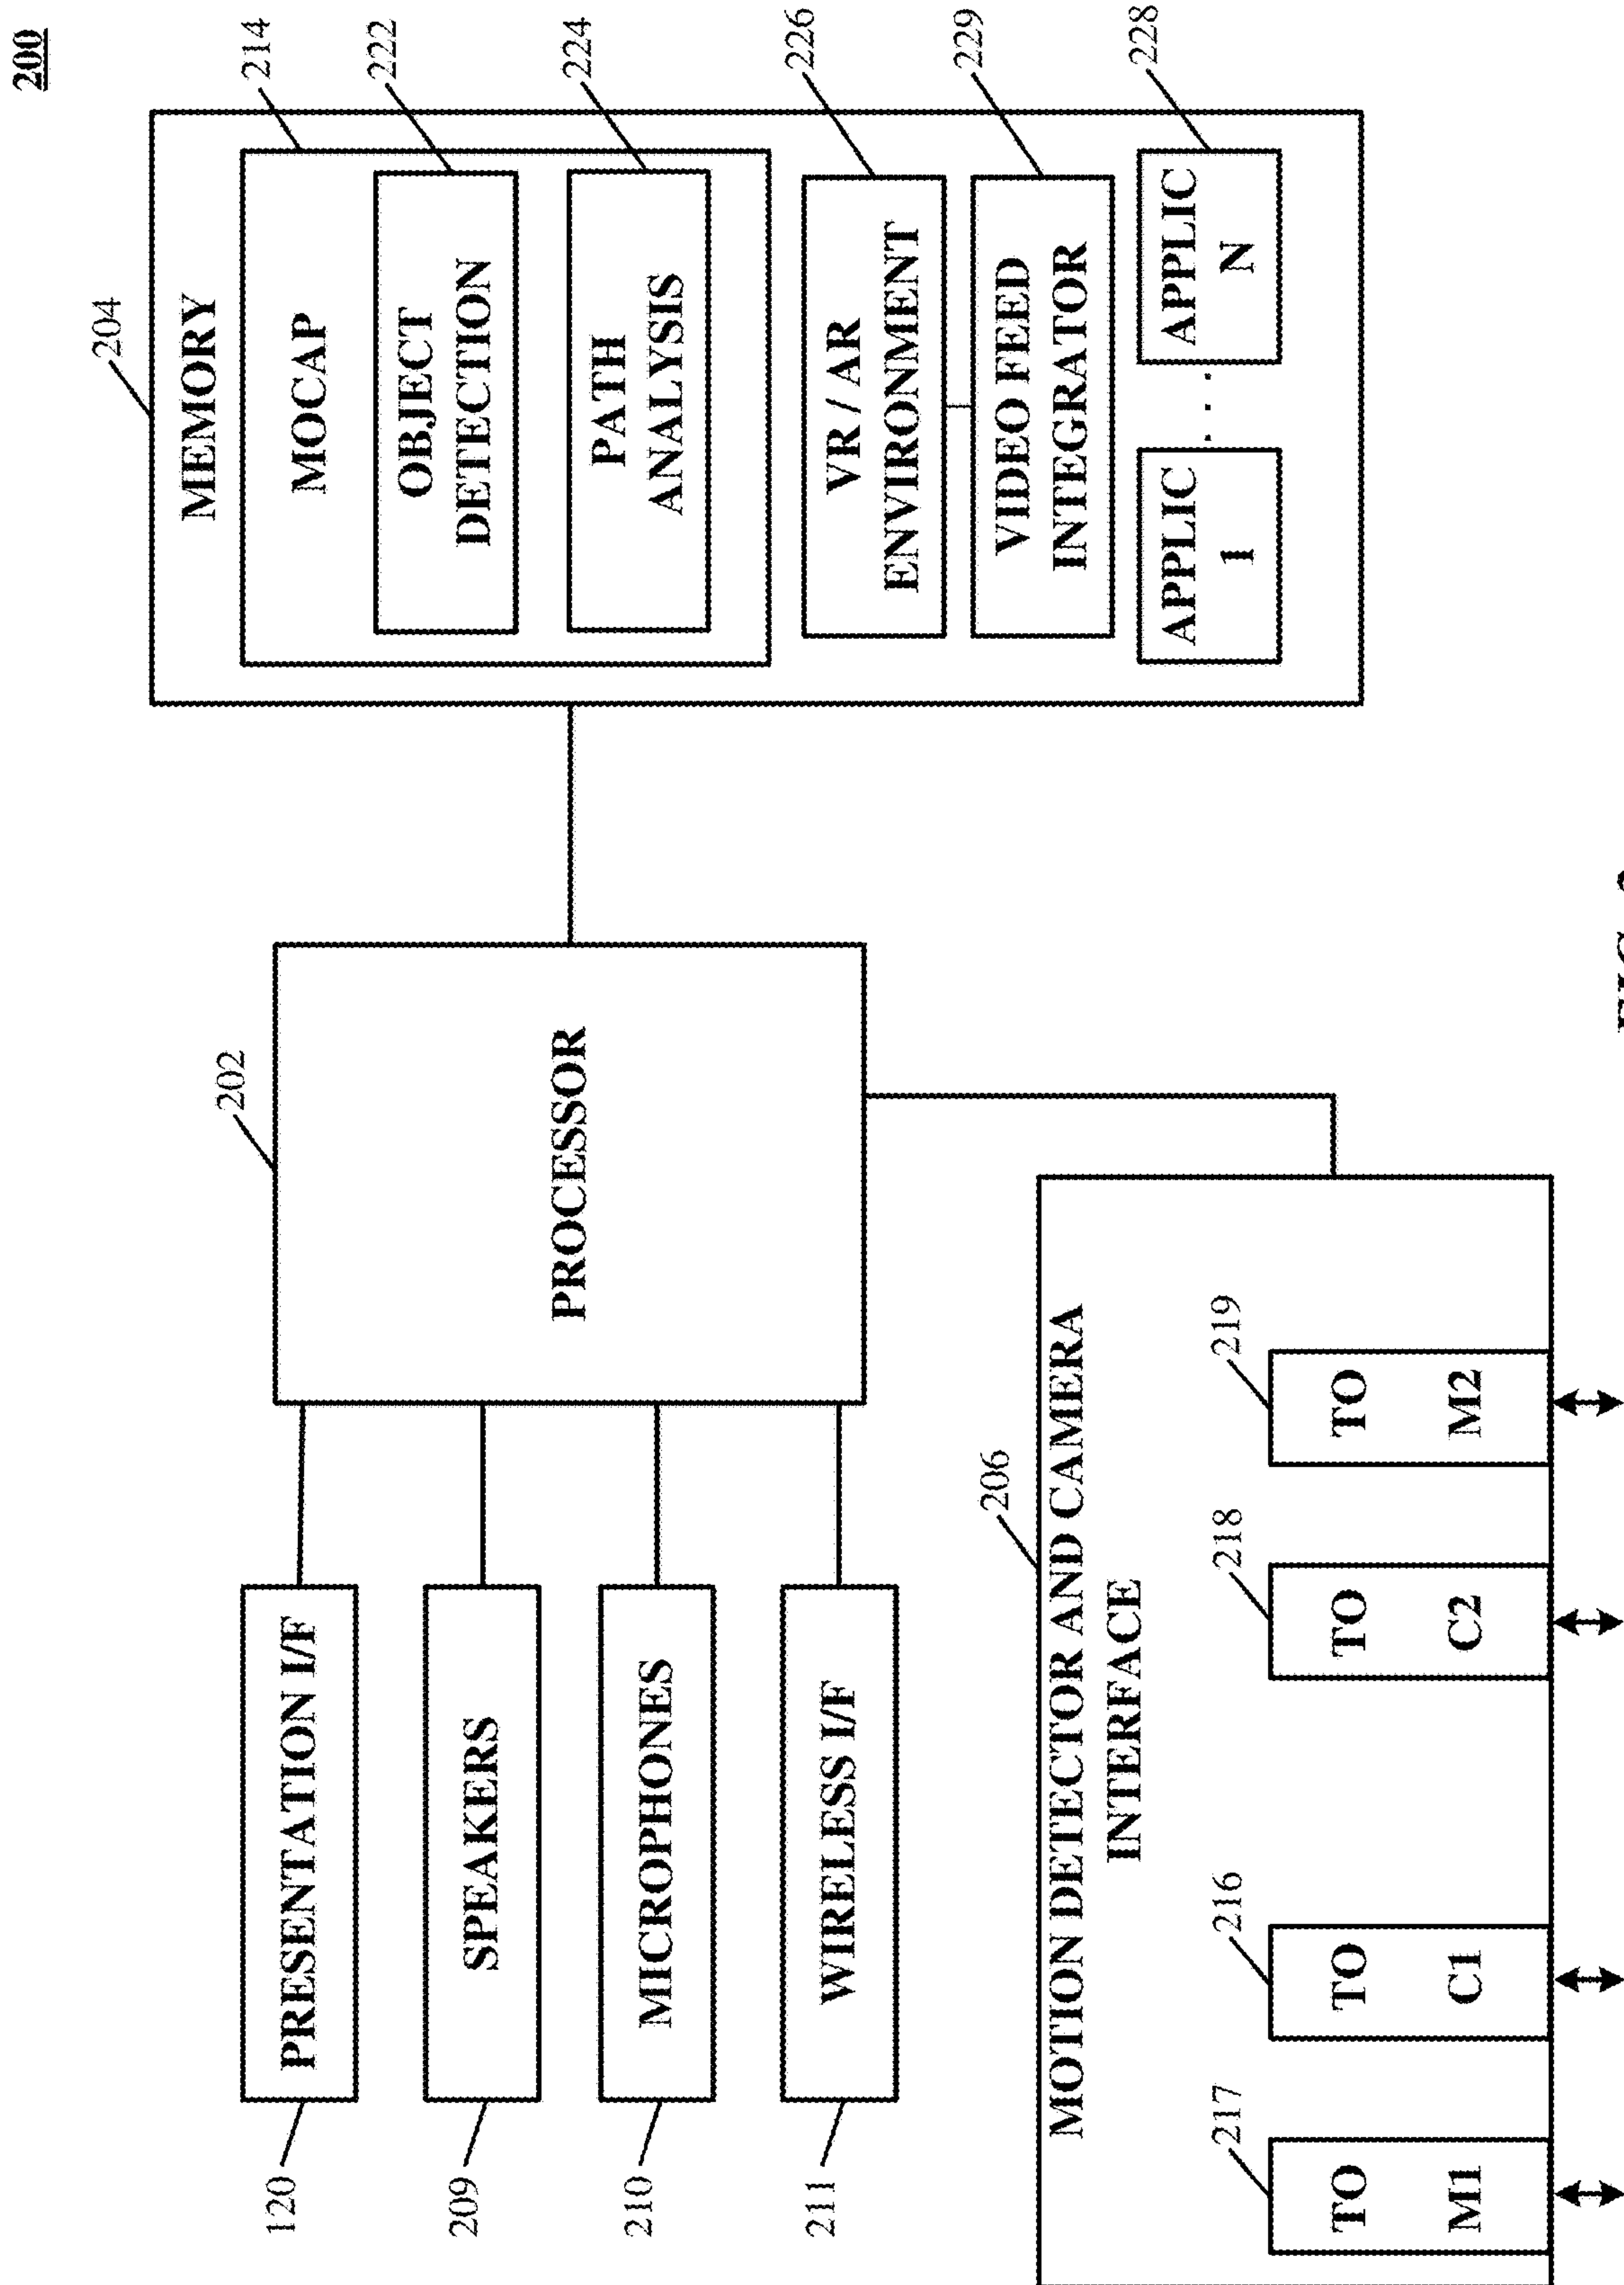 200
204
MEMORY
214
MOCAP
222
OBJECT
DETECTION
224
PATH
ANALYSIS
226
VR / AR
ENVIRONMENT
229
VIDEO FEED
INTEGRATOR
228
APPLIC
1
. . .
APPLIC
N
202
PROCESSOR
120
PRESENTATION I/F
209
SPEAKERS
210
MICROPHONES
211
WIRELESS I/F
206
MOTION DETECTOR AND CAMERA
INTERFACE
217
TO
M1
216
TO
C1
218
TO
C2
219
TO
M2